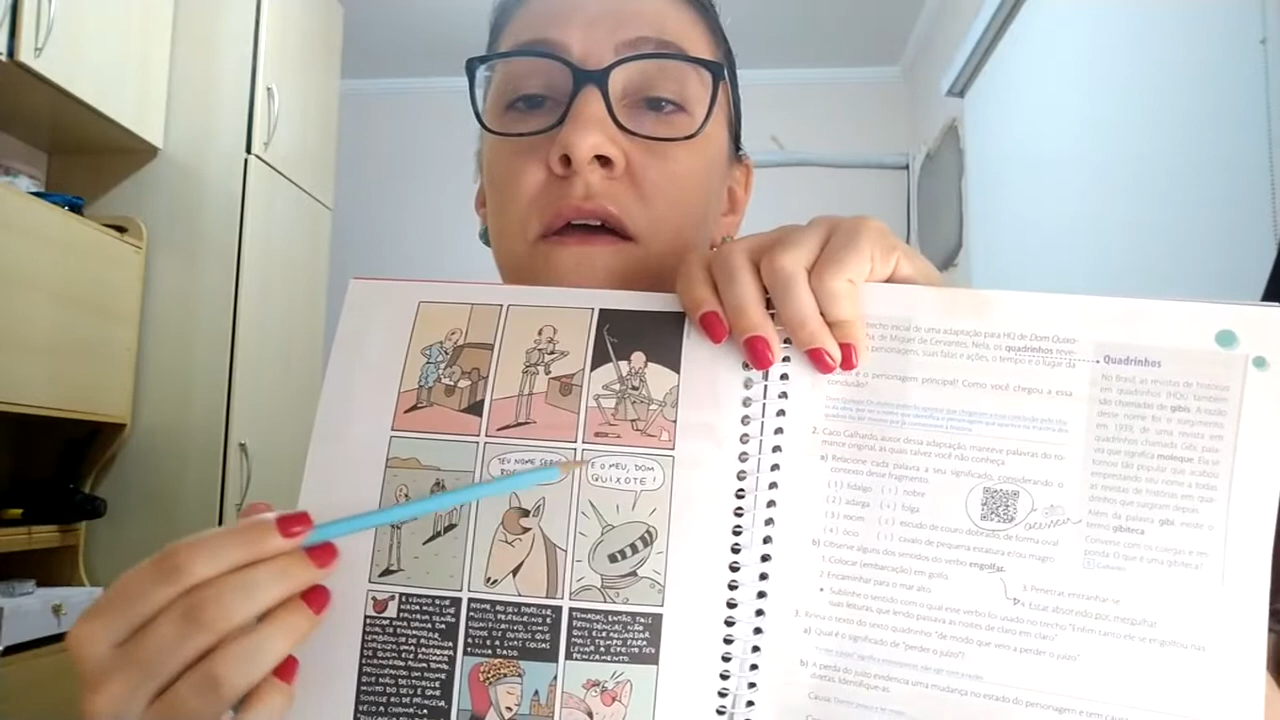 TEU NOME SERÁ
E O MEU, DOM
QUIXOTE!
E VENDO QUE
NADA MAIS LHE
FALTAVA SENÃO
BUSCAR UMA DAMA DA
QUAL SE ENAMORAR,
LEMBROU-SE DE ALDONZA
LORENZO, UMA LAVRADORA
DE QUEM ELE ANDARA
ENAMORADO ALGUM TEMPO.
PROCURANDO UM NOME
QUE NÃO DESTOASSE
MUITO DO SEU E QUE
SOASSE AO DE PRINCESA,
VEIO A CHAMÁ-LA
NOME, AO SEU PARECER,
MÚSICO, PEREGRINO E
SIGNIFICATIVO, COMO
TODOS OS OUTROS QUE
A SI E A SUAS COISAS
TINHA DADO.
TOMADAS, ENTÃO, TAIS
PROVIDÊNCIAS, NÃO
QUIS ELE AGUARDAR
MAIS TEMPO PARA
LEVAR A EFEITO SEU
PENSAMENTO.
trecho inicial de uma adaptação para HQ de Dom Quixo-
ha de Miguel de Cervantes. Nela, os quadrinhos reve-
personagens, suas falas e ações, o tempo e o lugar da
é o personagem principal? Como você chegou a essa
conclusão?
2. Caco Galhardo, autor dessa adaptação, manteve palavras do ro-
mance original, as quais talvez você não conheça.
a) Relacione cada palavra a seu significado, considerando o
contexto desse fragmento.
(1) fidalgo (1) nobre
(2) adarga (4) folga
(3) rocim (2) escudo de couro dobrado, de forma oval
(4) ócio (3) cavalo de pequena estatura e/ou magro
acessar
b) Observe alguns dos sentidos do verbo engolfar.
1. Colocar (embarcação) em golfo.
2. Encaminhar para o mar alto.
3. Penetrar, entranhar-se.
4. Estar absorto por, mergulhar.
• Sublinhe o sentido com o qual esse verbo foi usado no trecho "Enfim tanto ele se engolfou nas
suas leituras, que lendo passava as noites de claro em claro"
3. Releia o texto do sexto quadrinho: "de modo que veio a perder o juízo".
a) Qual é o significado de "perder o juízo"?
b) A perda do juízo evidencia uma mudança no estado do personagem e tem
diretas. Identifique-as.
Causa:
Quadrinhos
No Brasil, as revistas de histórias
em quadrinhos (HQs) também
são chamadas de gibis. A razão
desse nome foi o surgimento,
em 1939, de uma revista em
quadrinhos chamada Gibi, pala-
vra que significa moleque. Ela se
tornou tão popular que acabou
emprestando seu nome a todas
as revistas de histórias em qua-
drinhos que surgiram depois.
Além da palavra gibi, existe o
termo gibiteca.
Converse com os colegas e res-
ponda: O que é uma gibiteca?